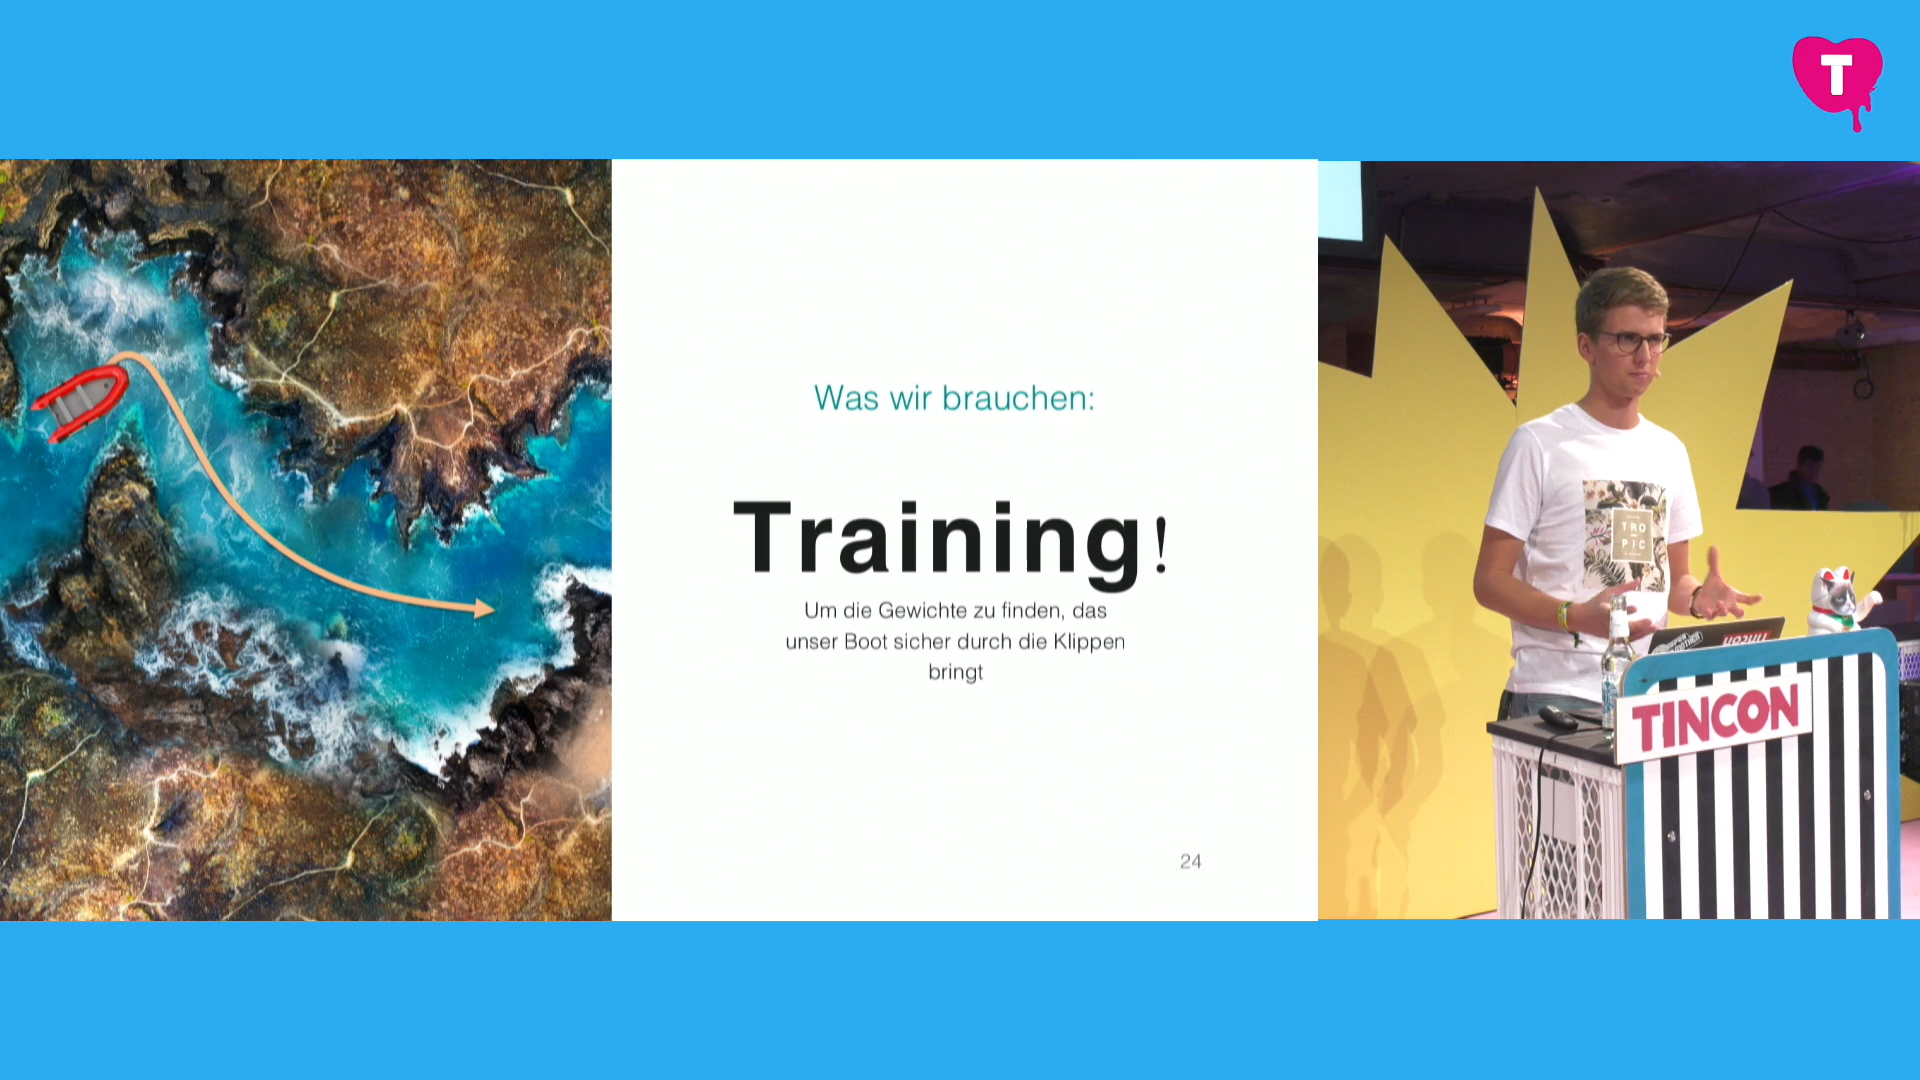 T
Was wir brauchen:
Training!
Um die Gewichte zu finden, das
unser Boot sicher durch die Klippen
bringt
24
TRO
PIC
TINCON
TINCON